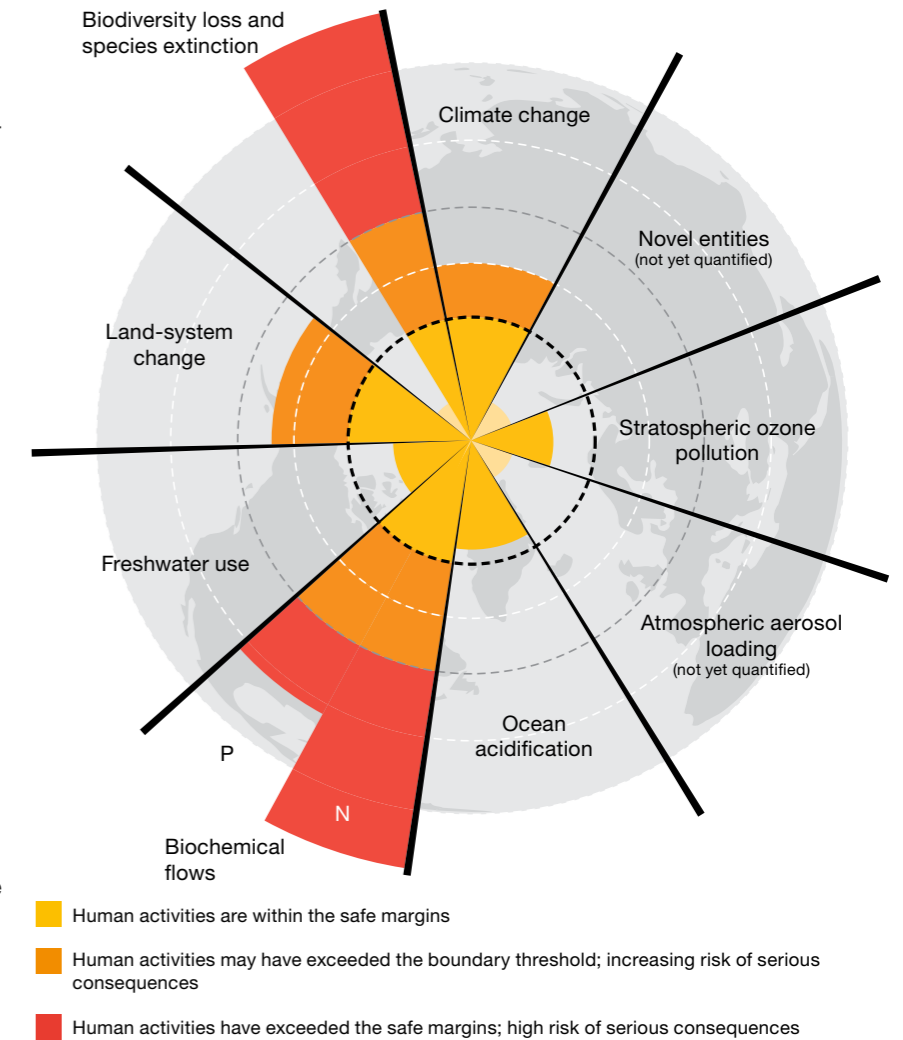 Biodiversity loss and
species extinction
Climate change
Novel entities
(not yet quantified)
Land-system
change
Stratospheric ozone
pollution
Freshwater use
Atmospheric aerosol
loading
(not yet quantified)
Ocean
acidification
P
N
Biochemical
flows
Human activities are within the safe margins
Human activities may have exceeded the boundary threshold; increasing risk of serious
consequences
Human activities have exceeded the safe margins; high risk of serious consequences